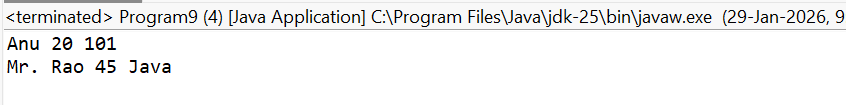 <terminated> Program9 (4) [Java Application] C:\Program Files\Java\jdk-25\bin\javaw.exe  (29-Jan-2026, 9
Anu 20 101
Mr. Rao 45 Java